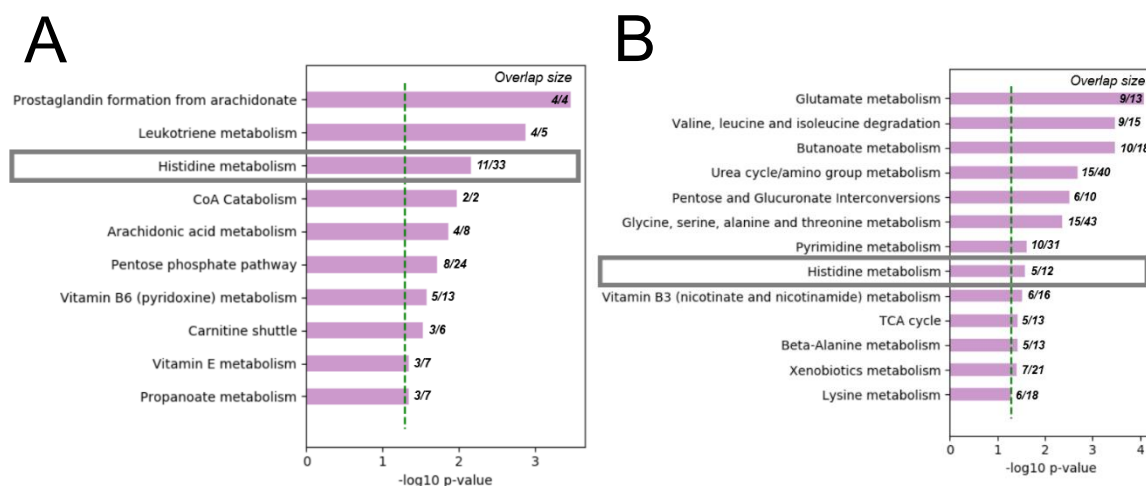 A
Overlap size
Prostaglandin formation from arachidonate 4/4
Leukotriene metabolism 4/5
Histidine metabolism 11/33
CoA Catabolism 2/2
Arachidonic acid metabolism 4/8
Pentose phosphate pathway 8/24
Vitamin B6 (pyridoxine) metabolism 5/13
Carnitine shuttle 3/6
Vitamin E metabolism 3/7
Propanoate metabolism 3/7
0 1 2 3
-log10 p-value
B
Overlap size
Glutamate metabolism 9/13
Valine, leucine and isoleucine degradation 9/15
Butanoate metabolism 10/18
Urea cycle/amino group metabolism 15/40
Pentose and Glucuronate Interconversions 6/10
Glycine, serine, alanine and threonine metabolism 15/43
Pyrimidine metabolism 10/31
Histidine metabolism 5/12
Vitamin B3 (nicotinate and nicotinamide) metabolism 6/16
TCA cycle 5/13
Beta-Alanine metabolism 5/13
Xenobiotics metabolism 7/21
Lysine metabolism 6/18
0 1 2 3 4
-log10 p-value